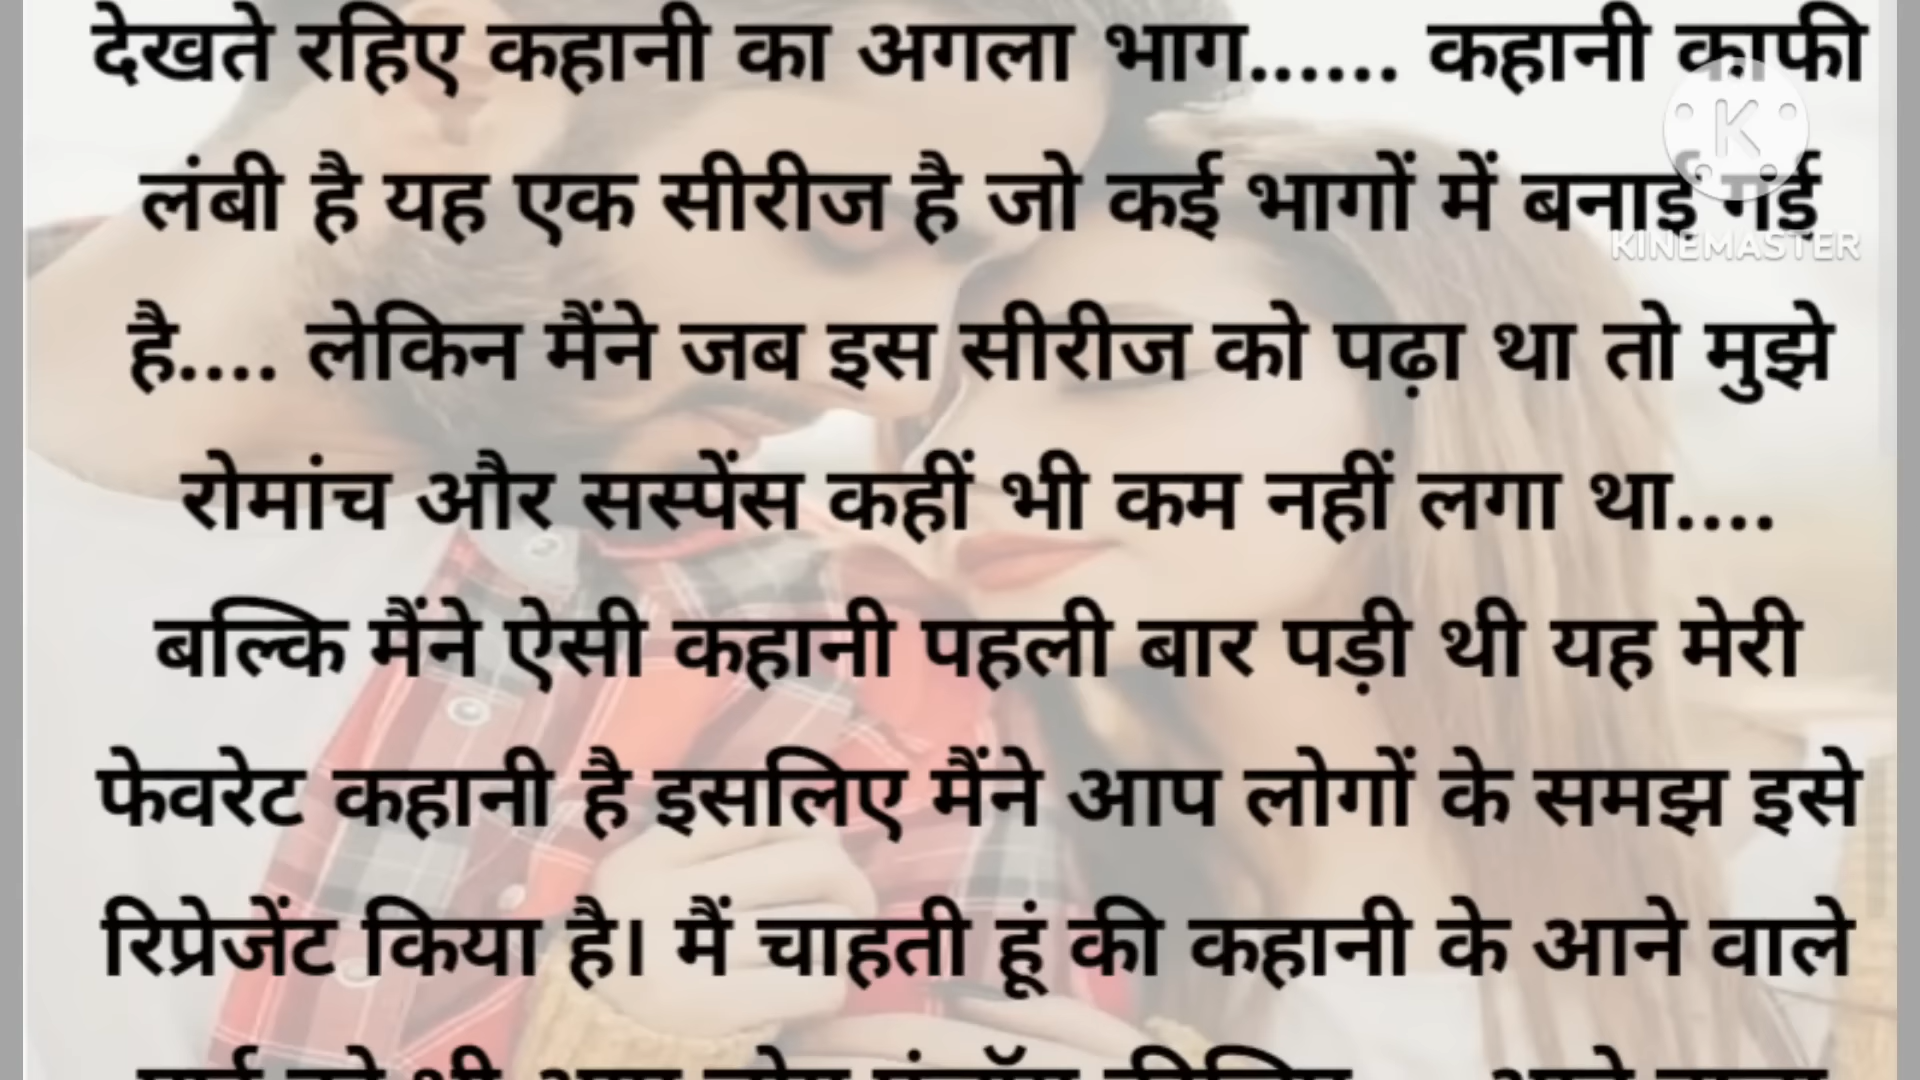 देखते रहिए कहानी का अगला भाग...... कहानी काफी
लंबी है यह एक सीरीज है जो कई भागों में बनाई गई
KINEMASTER
है.... लेकिन मैंने जब इस सीरीज को पढ़ा था तो मुझे
रोमांच और सस्पेंस कहीं भी कम नहीं लगा था....
बल्कि मैंने ऐसी कहानी पहली बार पड़ी थी यह मेरी
फेवरेट कहानी है इसलिए मैंने आप लोगों के समझ इसे
रिप्रेजेंट किया है। मैं चाहती हूं की कहानी के आने वाले